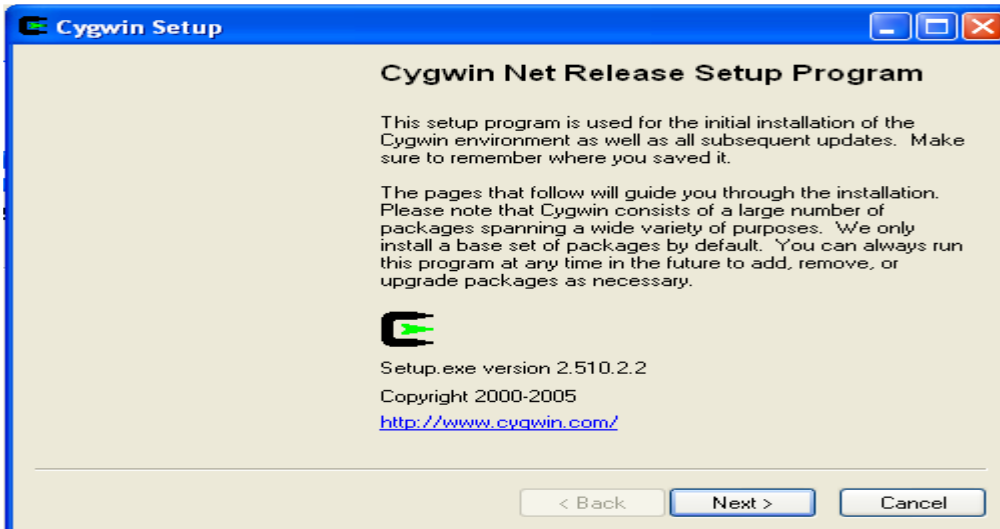 Cygwin Setup
Cygwin Net Release Setup Program
This setup program is used for the initial installation of the
Cygwin environment as well as all subsequent updates.  Make
sure to remember where you saved it.
The pages that follow will guide you through the installation.
Please note that Cygwin consists of a large number of
packages spanning a wide variety of purposes.  We only
install a base set of packages by default.  You can always run
this program at any time in the future to add, remove, or
upgrade packages as necessary.
Setup.exe version 2.510.2.2
Copyright 2000-2005
http://www.cygwin.com/
< Back Next > Cancel